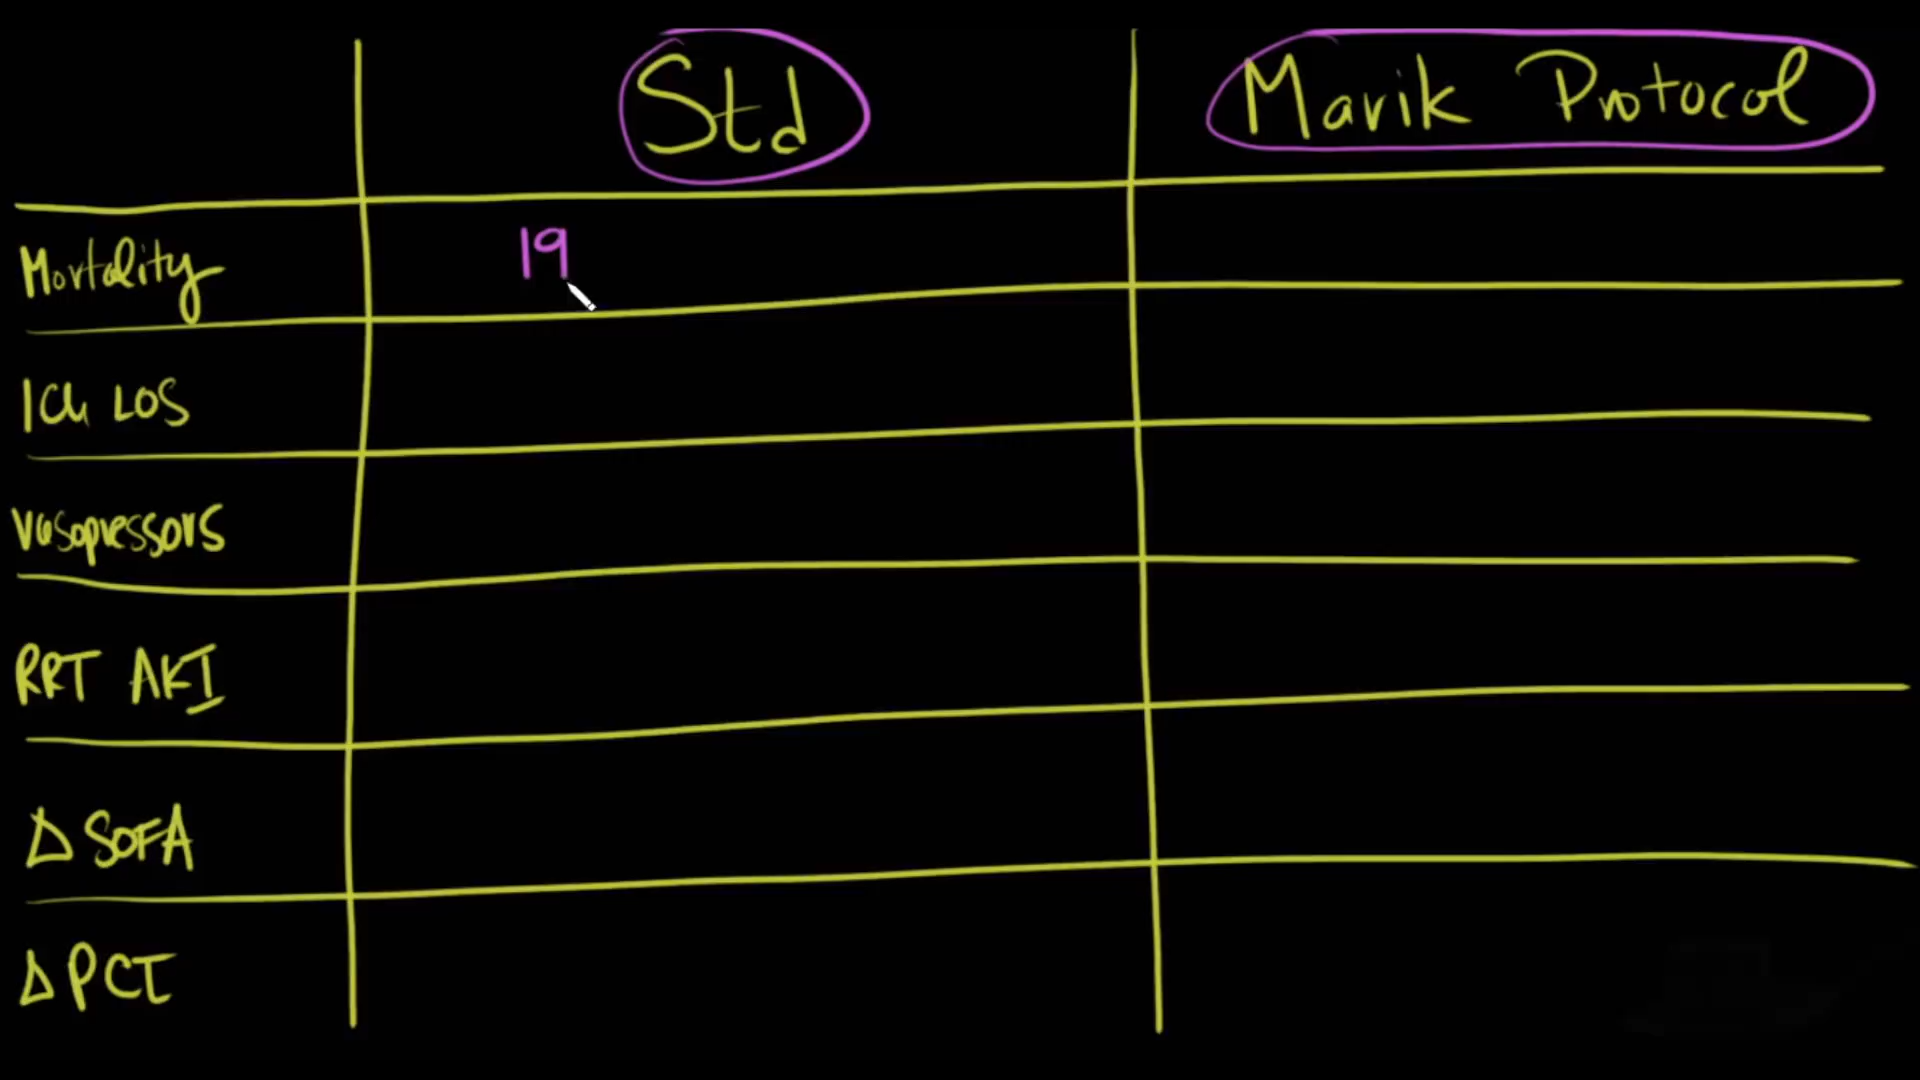 Std
Marik Protocol
Mortality
19
ICU LOS
Vasopressors
RRT AKI
Δ SOFA
Δ PCT